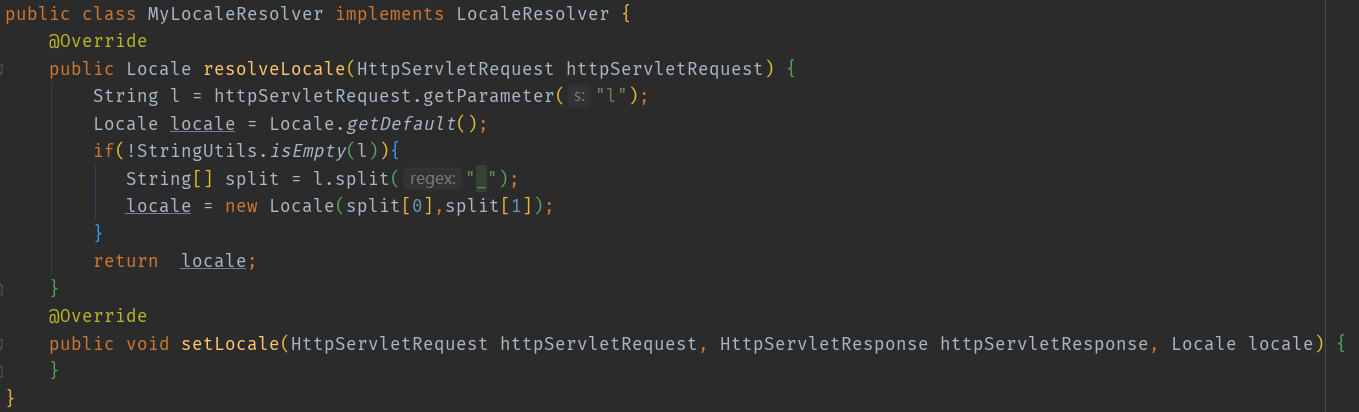 public class MyLocaleResolver implements LocaleResolver {
    @Override
    public Locale resolveLocale(HttpServletRequest httpServletRequest) {
        String l = httpServletRequest.getParameter( s: "l");
        Locale locale = Locale.getDefault();
        if(!StringUtils.isEmpty(l)){
           String[] split = l.split( regex: "_");
           locale = new Locale(split[0],split[1]);
        }
        return  locale;
    }
    @Override
    public void setLocale(HttpServletRequest httpServletRequest, HttpServletResponse httpServletResponse, Locale locale) {
    }
}